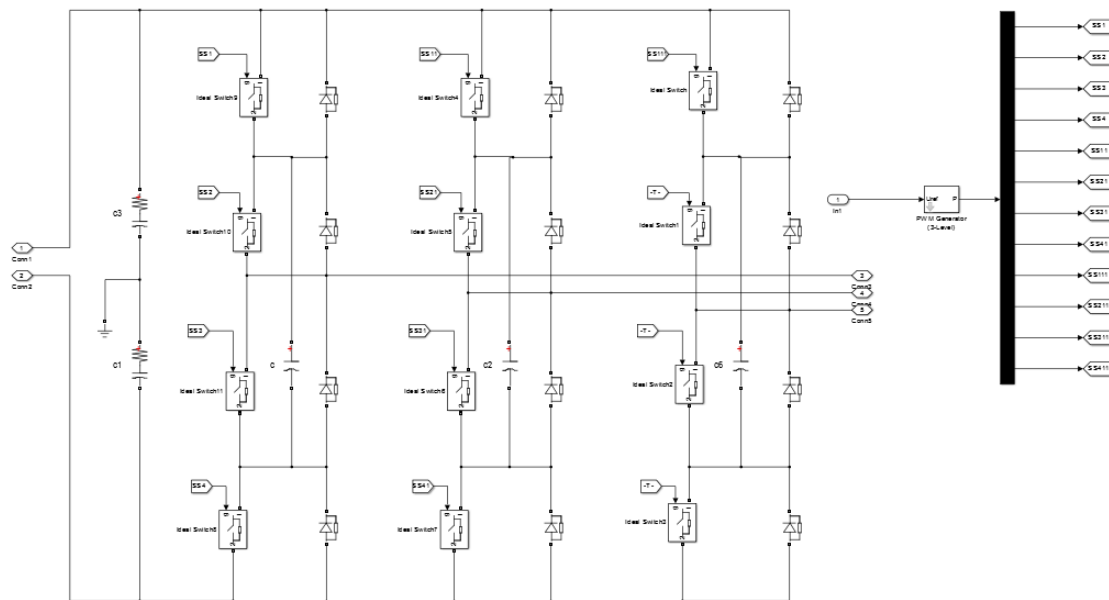 SS1
SS11
SS111
SS1
Ideal Switch9
Ideal Switch4
Ideal Switch
SS2
SS3
SS4
SS11
SS2
SS21
-T-
SS21
Ideal Switch10
Ideal Switch5
Ideal Switch1
1
In1
Uref
P
PWM Generator
(3-Level)
SS31
c3
SS41
1
Conn1
2
Conn2
3
Conn3
4
Conn4
5
Conn5
SS111
SS211
SS3
SS31
-T-
SS311
c1
c
c2
c5
SS411
Ideal Switch11
Ideal Switch6
Ideal Switch2
SS4
SS41
-T-
Ideal Switch8
Ideal Switch7
Ideal Switch3